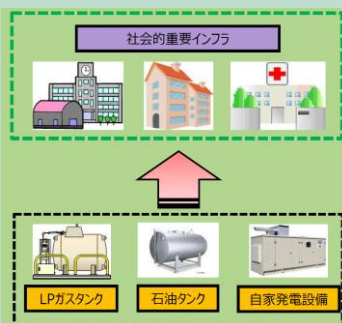 社会的重要インフラ
LPガスタンク
石油タンク
自家発電設備